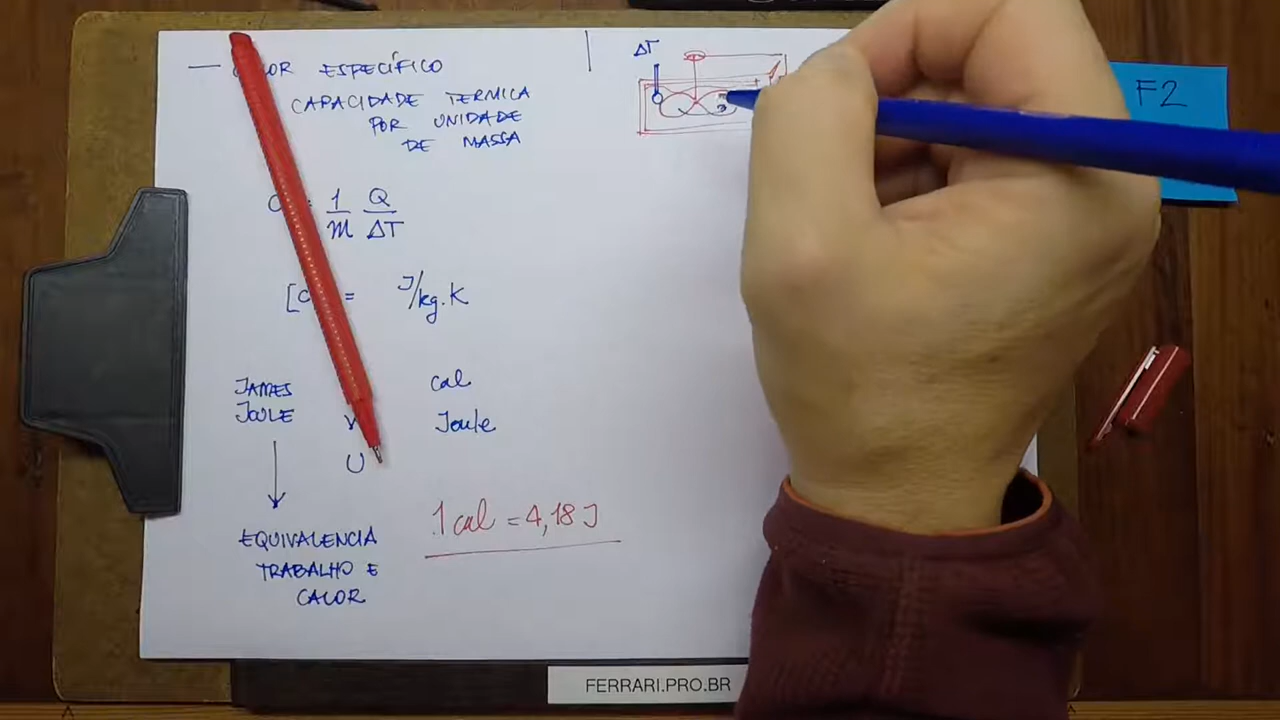 ESPECÍFICO
CAPACIDADE TERMICA
POR UNIDADE
DE MASSA
1/m Q/ΔT
= J/kg.K
JAMES
JOULE
cal
Joule
U
EQUIVALENCIA
TRABALHO E
CALOR
1 cal = 4,18 J
ΔT
F2
FERRARI.PRO.BR